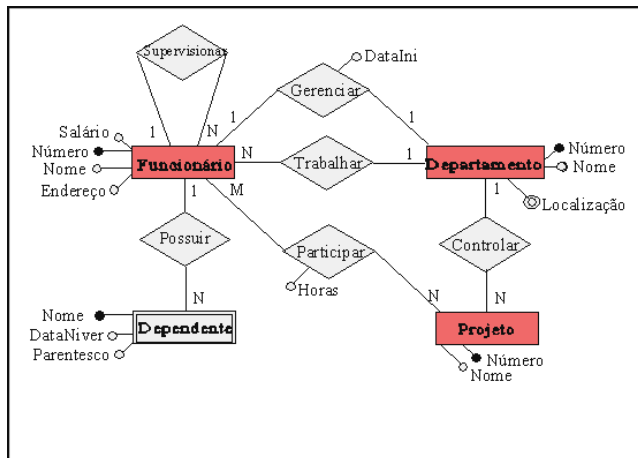 Supervisionar
DataIni
Gerenciar
1
1
1
N
Salário
Número
Nome
Endereço
Funcionário
N
Trabalhar
1
Departamento
Número
Nome
Localização
1
M
1
Possuir
Participar
Horas
Controlar
N
N
N
Nome
DataNiver
Parentesco
Dependente
Projeto
Número
Nome